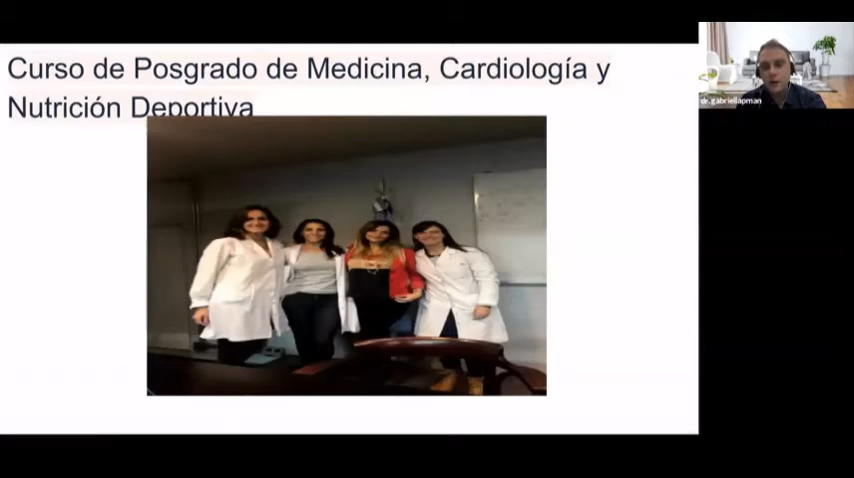 Curso de Posgrado de Medicina, Cardiología y
Nutrición Deportiva
dr.gabriellapman